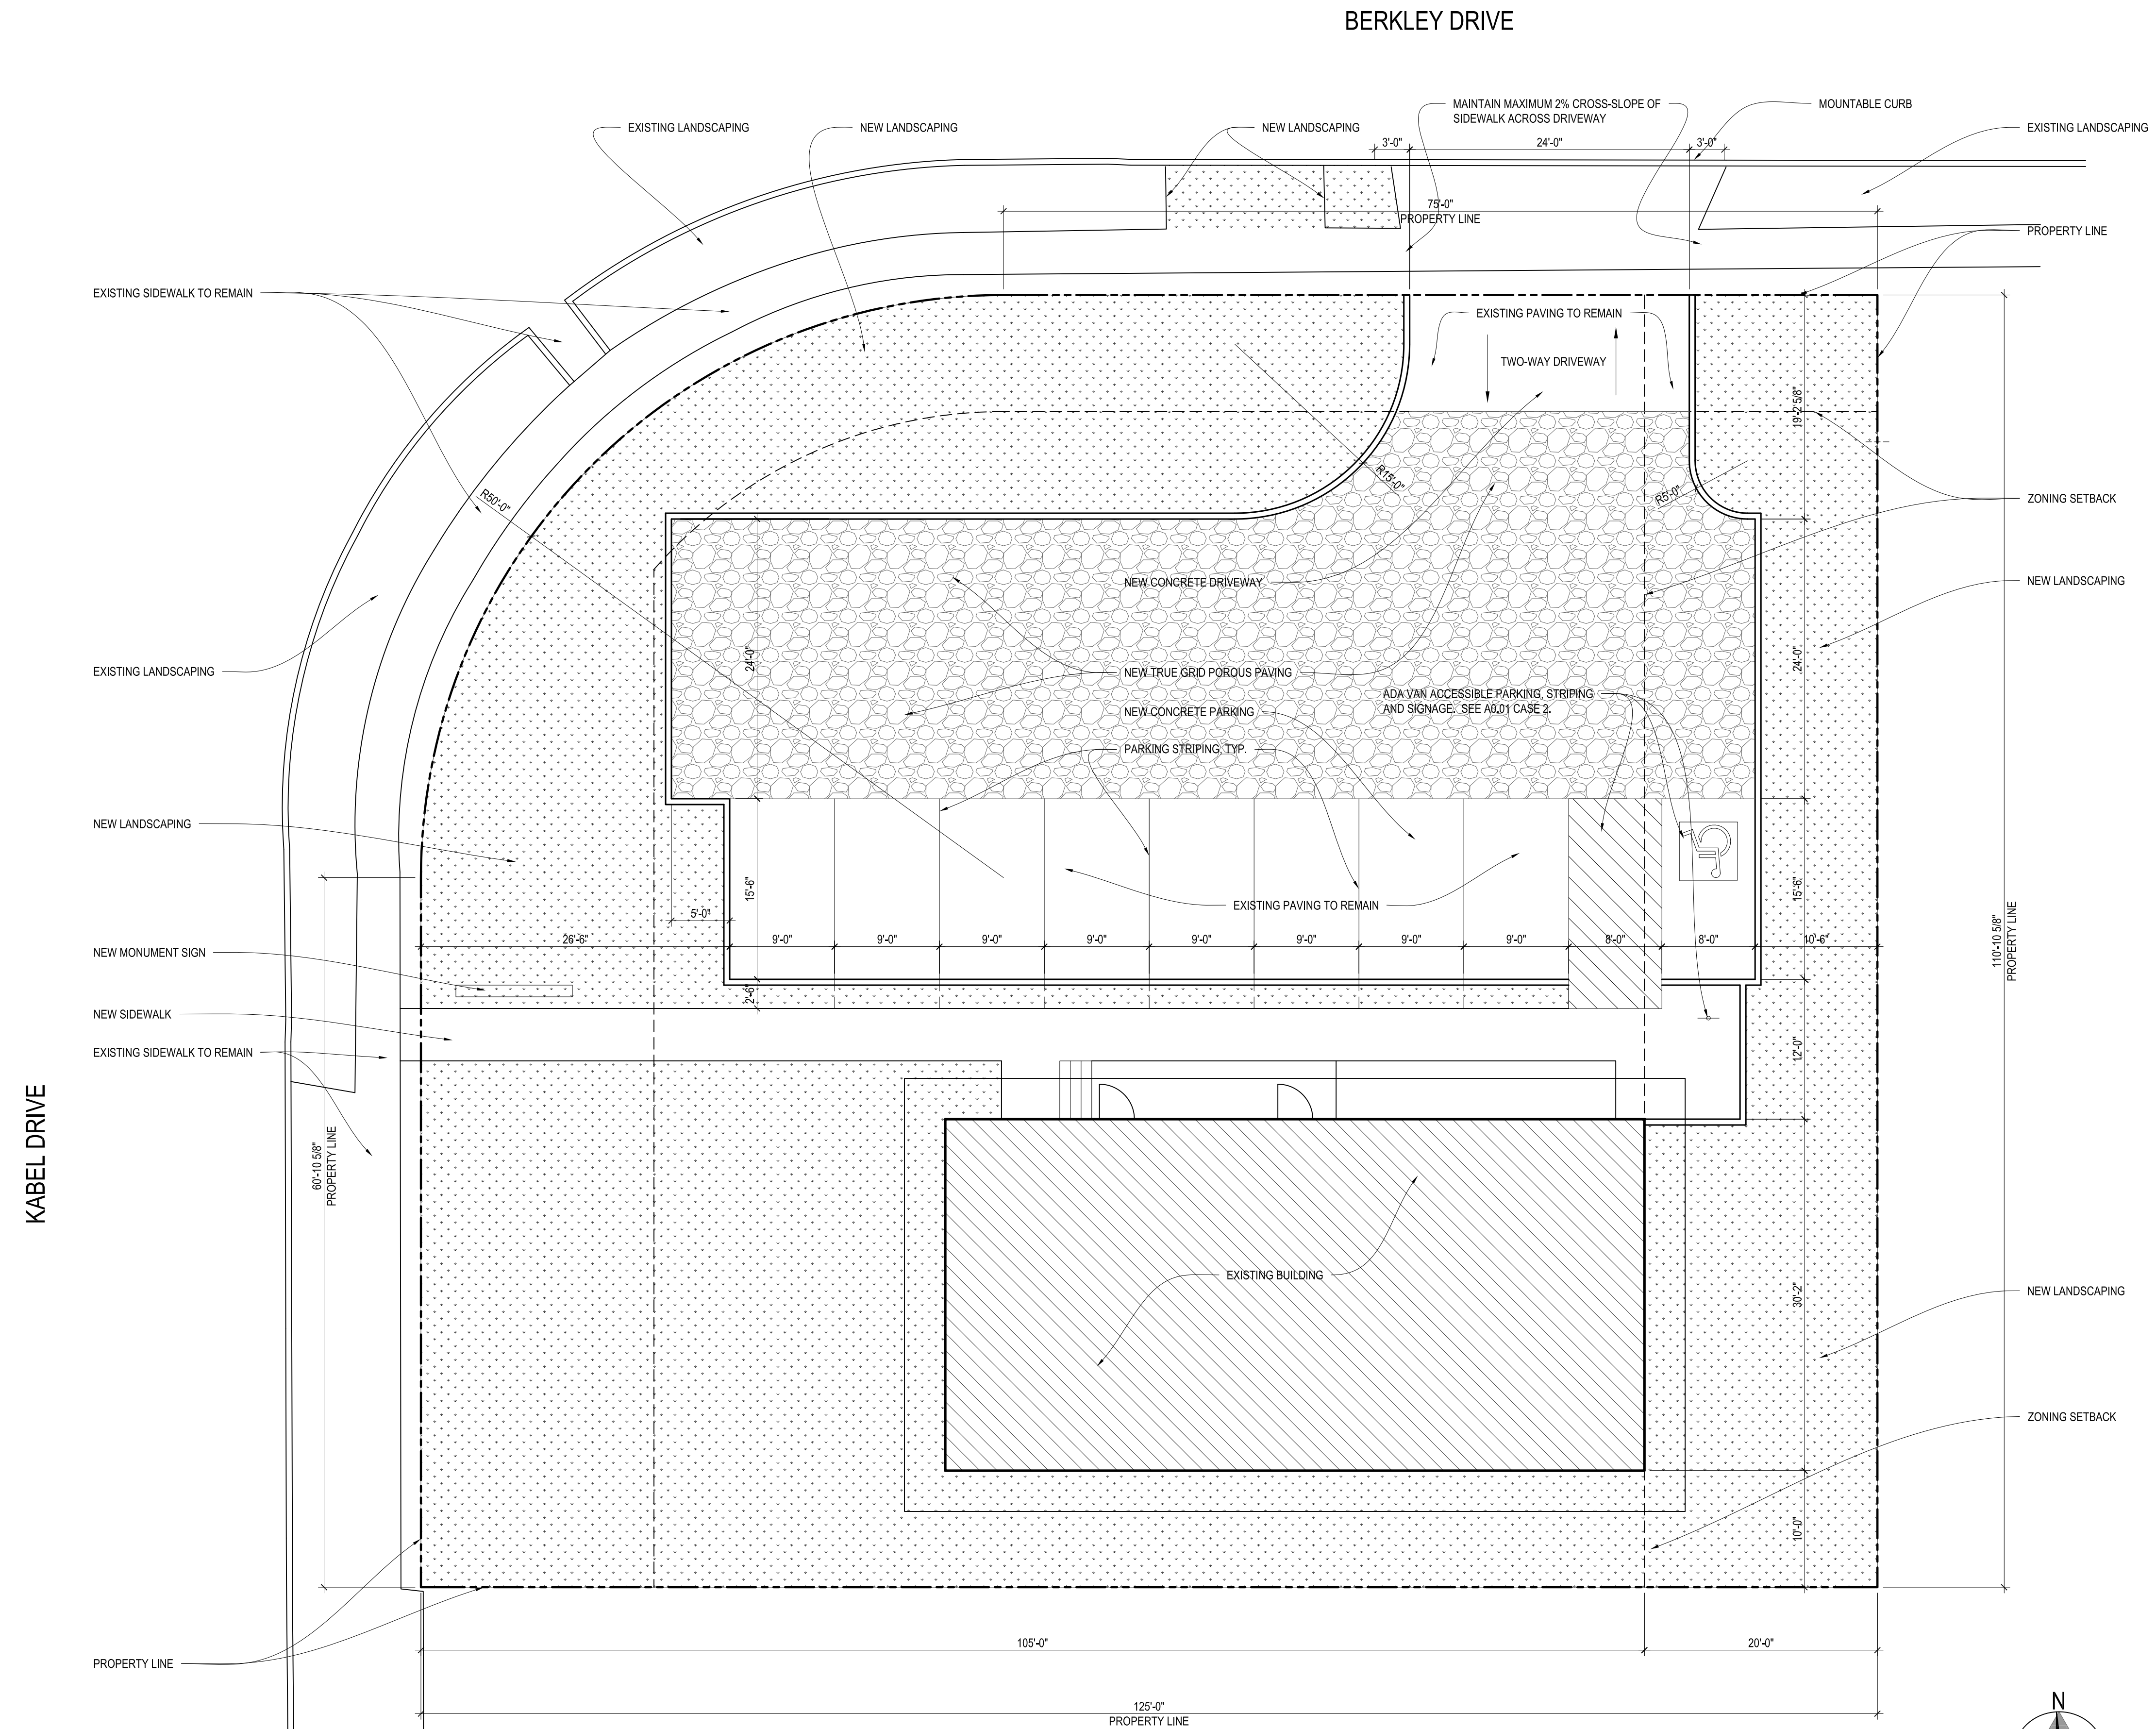 BERKLEY DRIVE
MAINTAIN MAXIMUM 2% CROSS-SLOPE OF
SIDEWALK ACROSS DRIVEWAY
MOUNTABLE CURB
EXISTING LANDSCAPING
NEW LANDSCAPING
NEW LANDSCAPING
EXISTING LANDSCAPING
3'-0"
24'-0"
3'-0"
75'-0"
PROPERTY LINE
PROPERTY LINE
EXISTING SIDEWALK TO REMAIN
EXISTING PAVING TO REMAIN
TWO-WAY DRIVEWAY
19'-2 5/8"
R50'-0"
R15'-0"
R5'-0"
ZONING SETBACK
NEW CONCRETE DRIVEWAY
NEW LANDSCAPING
24'-0"
24'-0"
EXISTING LANDSCAPING
NEW TRUE GRID POROUS PAVING
ADA VAN ACCESSIBLE PARKING, STRIPING
AND SIGNAGE. SEE A0.01 CASE 2.
NEW CONCRETE PARKING
PARKING STRIPING, TYP.
NEW LANDSCAPING
15'-6"
15'-6"
5'-0"
EXISTING PAVING TO REMAIN
26'-6"
9'-0"
9'-0"
9'-0"
9'-0"
9'-0"
9'-0"
9'-0"
9'-0"
8'-0"
8'-0"
10'-6"
110'-10 5/8"
PROPERTY LINE
NEW MONUMENT SIGN
2'-6"
NEW SIDEWALK
EXISTING SIDEWALK TO REMAIN
12'-0"
KABEL DRIVE
60'-10 5/8"
PROPERTY LINE
EXISTING BUILDING
30'-2"
NEW LANDSCAPING
ZONING SETBACK
10'-0"
PROPERTY LINE
105'-0"
20'-0"
125'-0"
PROPERTY LINE
N